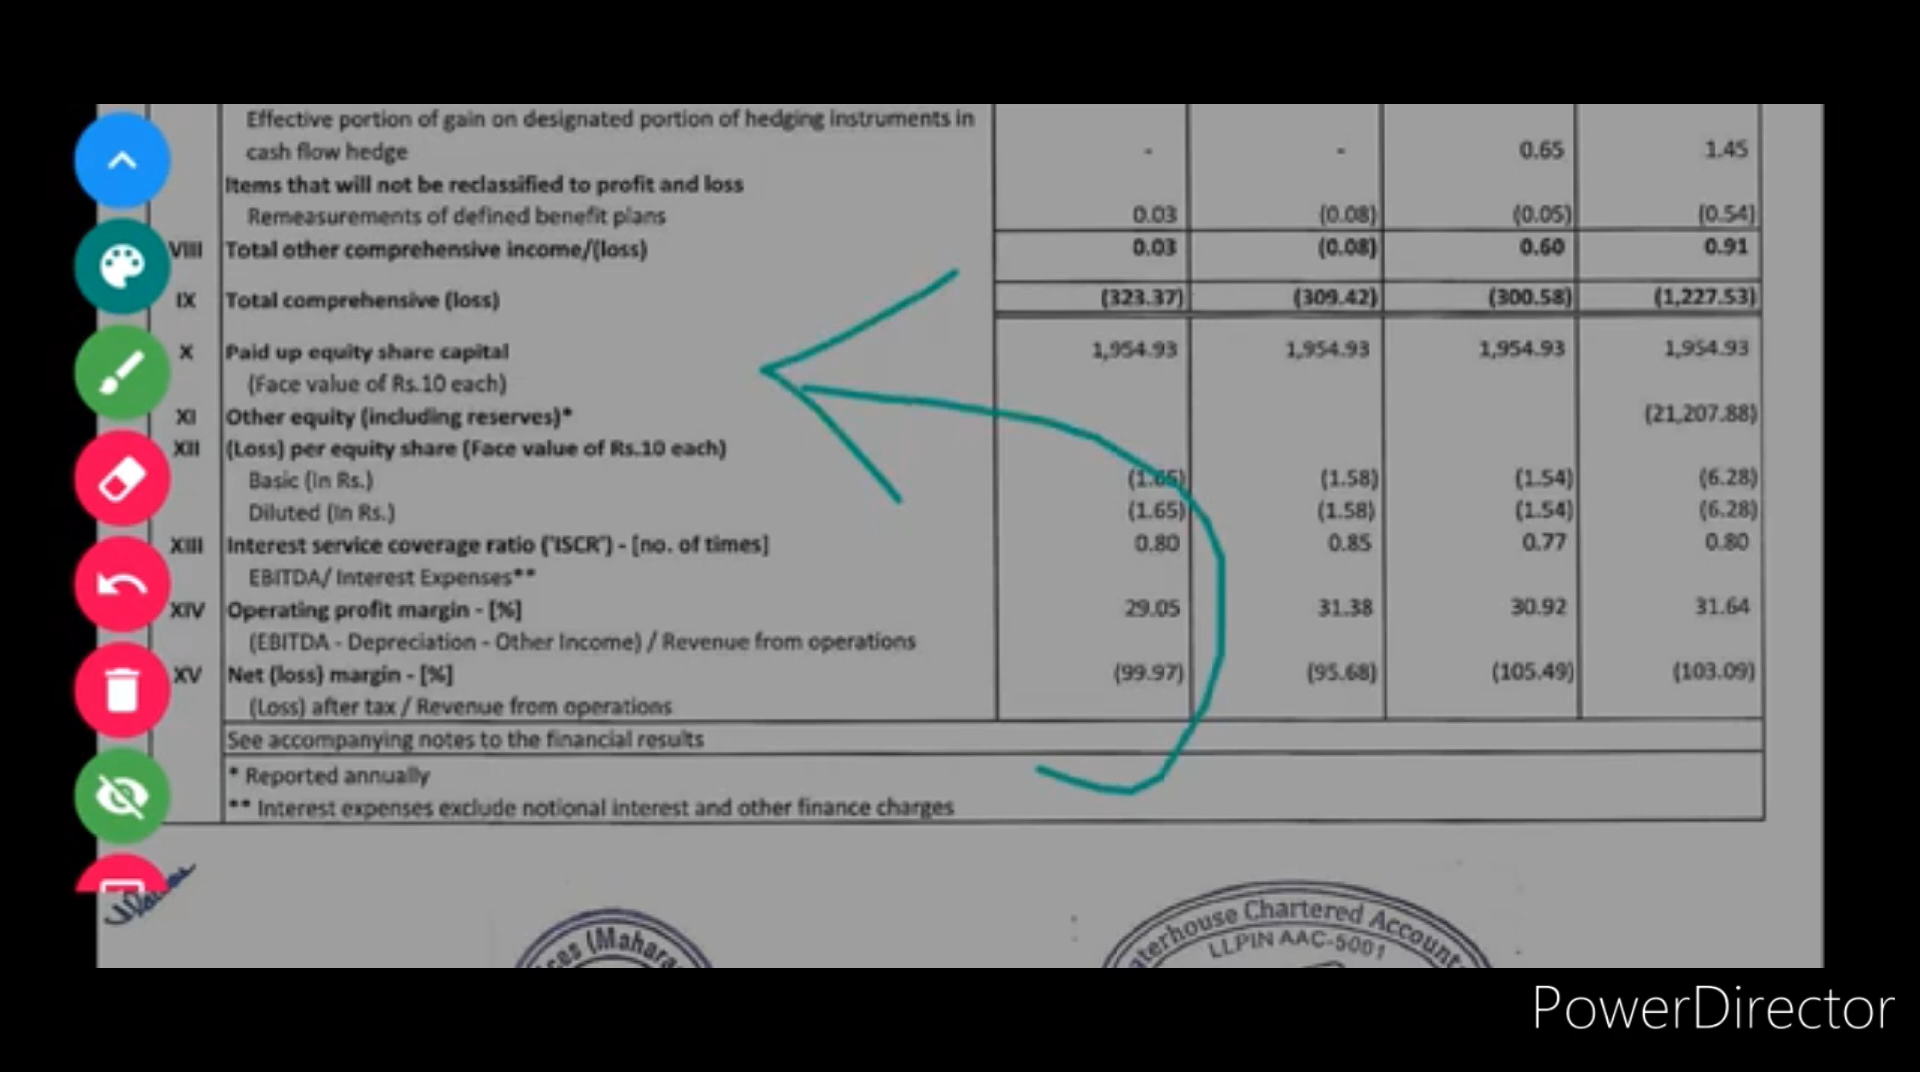 Effective portion of gain on designated portion of hedging instruments in
cash flow hedge - - 0.65 1.45
Items that will not be reclassified to profit and loss
Remeasurements of defined benefit plans 0.03 (0.08) (0.05) (0.54)
VIII Total other comprehensive income/(loss) 0.03 (0.08) 0.60 0.91
IX Total comprehensive (loss) (323.37) (309.42) (300.58) (1,227.53)
X Paid up equity share capital 1,954.93 1,954.93 1,954.93 1,954.93
(Face value of Rs.10 each)
XI Other equity (including reserves)* (21,207.88)
XII (Loss) per equity share (Face value of Rs.10 each)
Basic (In Rs.) (1.65) (1.58) (1.54) (6.28)
Diluted (In Rs.) (1.65) (1.58) (1.54) (6.28)
XIII Interest service coverage ratio ('ISCR') - [no. of times] 0.80 0.85 0.77 0.80
EBITDA/ Interest Expenses**
XIV Operating profit margin - [%] 29.05 31.38 30.92 31.64
(EBITDA - Depreciation - Other Income) / Revenue from operations
XV Net (loss) margin - [%] (99.97) (95.68) (105.49) (103.09)
(Loss) after tax / Revenue from operations
See accompanying notes to the financial results
* Reported annually
** Interest expenses exclude notional interest and other finance charges
ces (Mahara
terhouse Chartered Account
LLPIN AAC-5001
PowerDirector